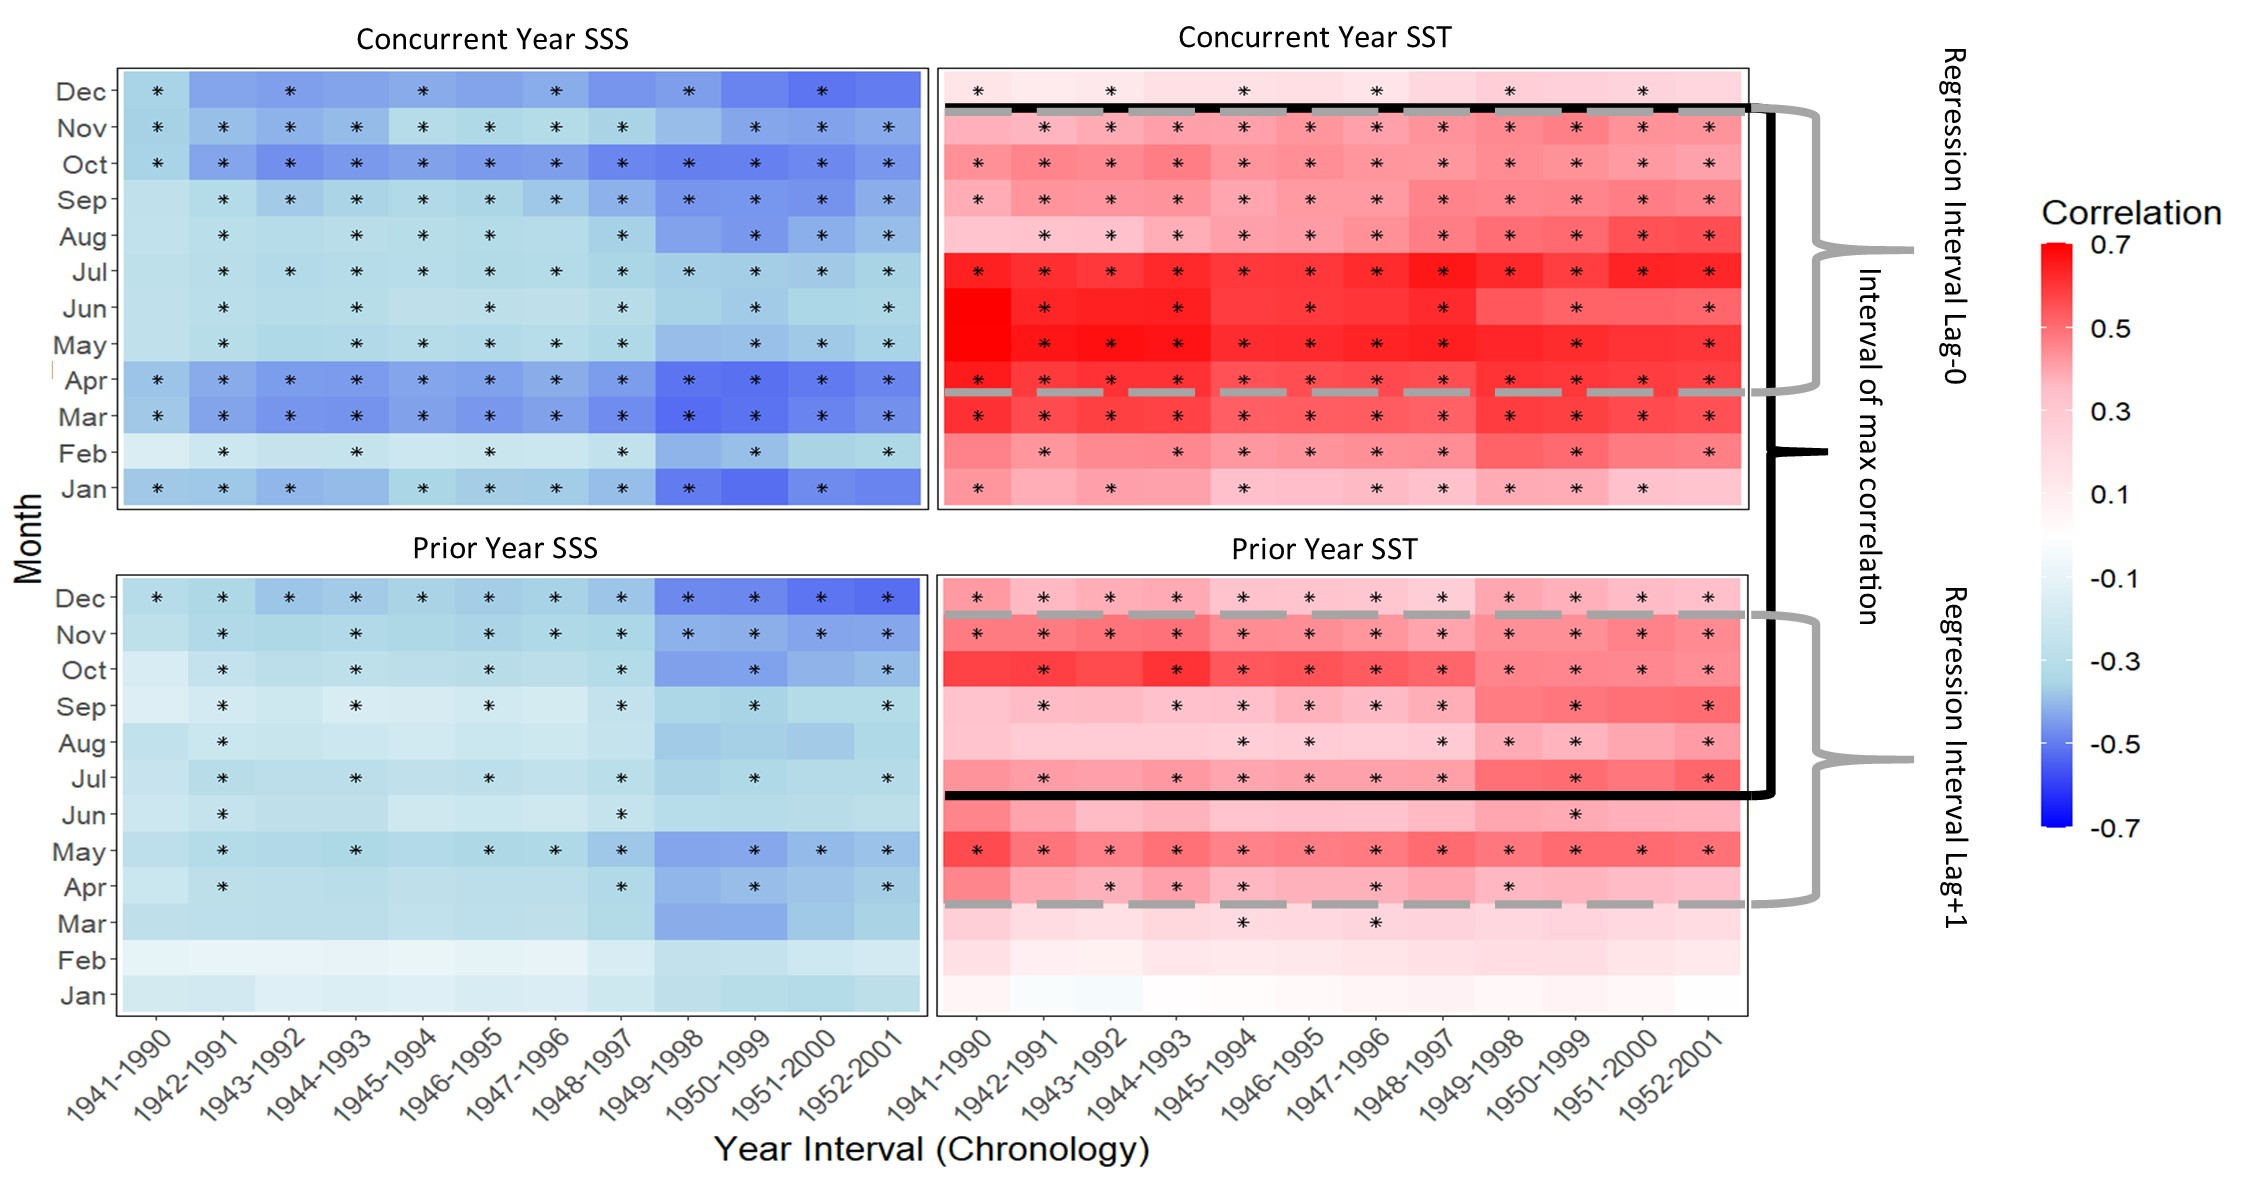 Concurrent Year SSS
Concurrent Year SST
Dec
Nov
Oct
Sep
Aug
Jul
Jun
May
Apr
Mar
Feb
Jan
Month
Prior Year SSS
Prior Year SST
Dec
Nov
Oct
Sep
Aug
Jul
Jun
May
Apr
Mar
Feb
Jan
1941-1990
1942-1991
1943-1992
1944-1993
1945-1994
1946-1995
1947-1996
1948-1997
1949-1998
1950-1999
1951-2000
1952-2001
1941-1990
1942-1991
1943-1992
1944-1993
1945-1994
1946-1995
1947-1996
1948-1997
1949-1998
1950-1999
1951-2000
1952-2001
Year Interval (Chronology)
Regression Interval Lag-0
Interval of max correlation
Regression Interval Lag+1
Correlation
0.7
0.5
0.3
0.1
-0.1
-0.3
-0.5
-0.7